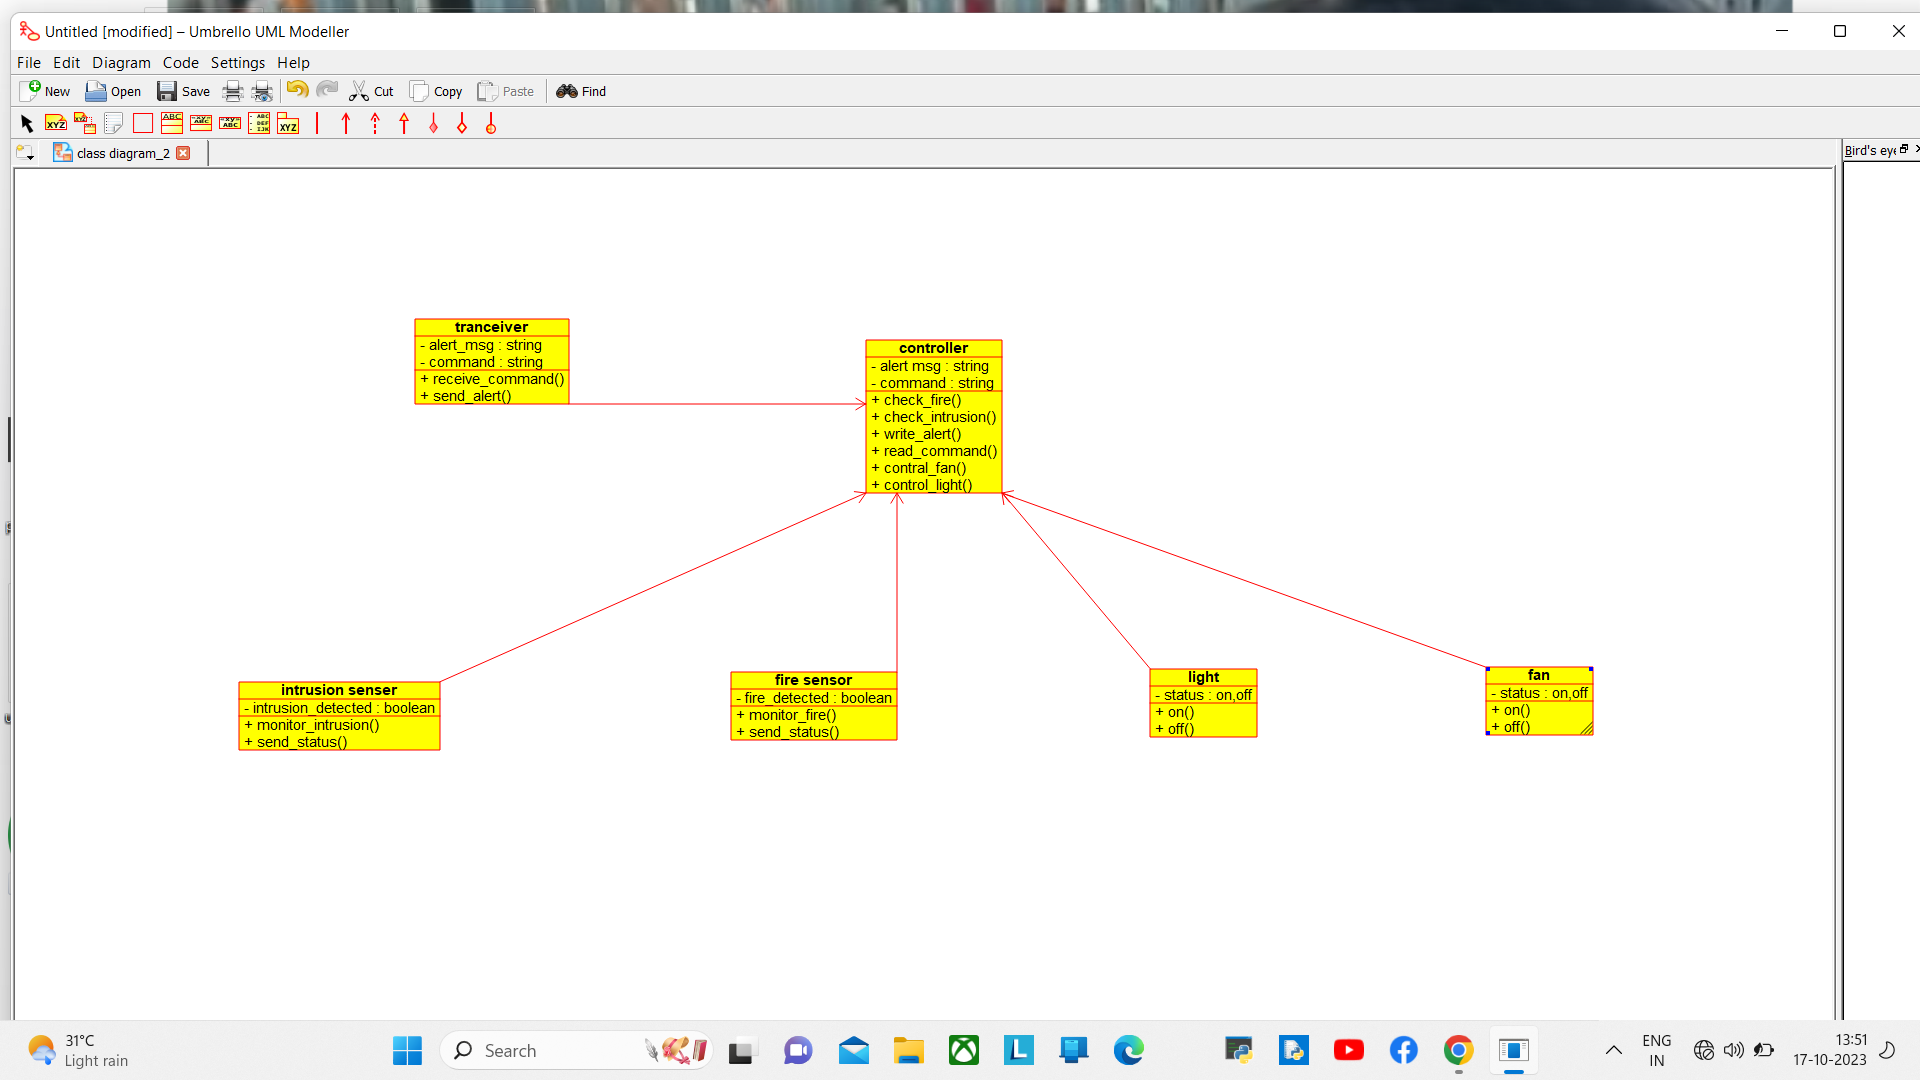 Untitled [modified] – Umbrello UML Modeller
File Edit Diagram Code Settings Help
New Open Save Cut Copy Paste Find
class diagram_2
Bird's eye
tranceiver
- alert_msg : string
- command : string
+ receive_command()
+ send_alert()
controller
- alert msg : string
- command : string
+ check_fire()
+ check_intrusion()
+ write_alert()
+ read_command()
+ contral_fan()
+ control_light()
intrusion senser
- intrusion_detected : boolean
+ monitor_intrusion()
+ send_status()
fire sensor
- fire_detected : boolean
+ monitor_fire()
+ send_status()
light
- status : on,off
+ on()
+ off()
fan
- status : on,off
+ on()
+ off()
31°C
Light rain
Search
ENG
IN
13:51
17-10-2023